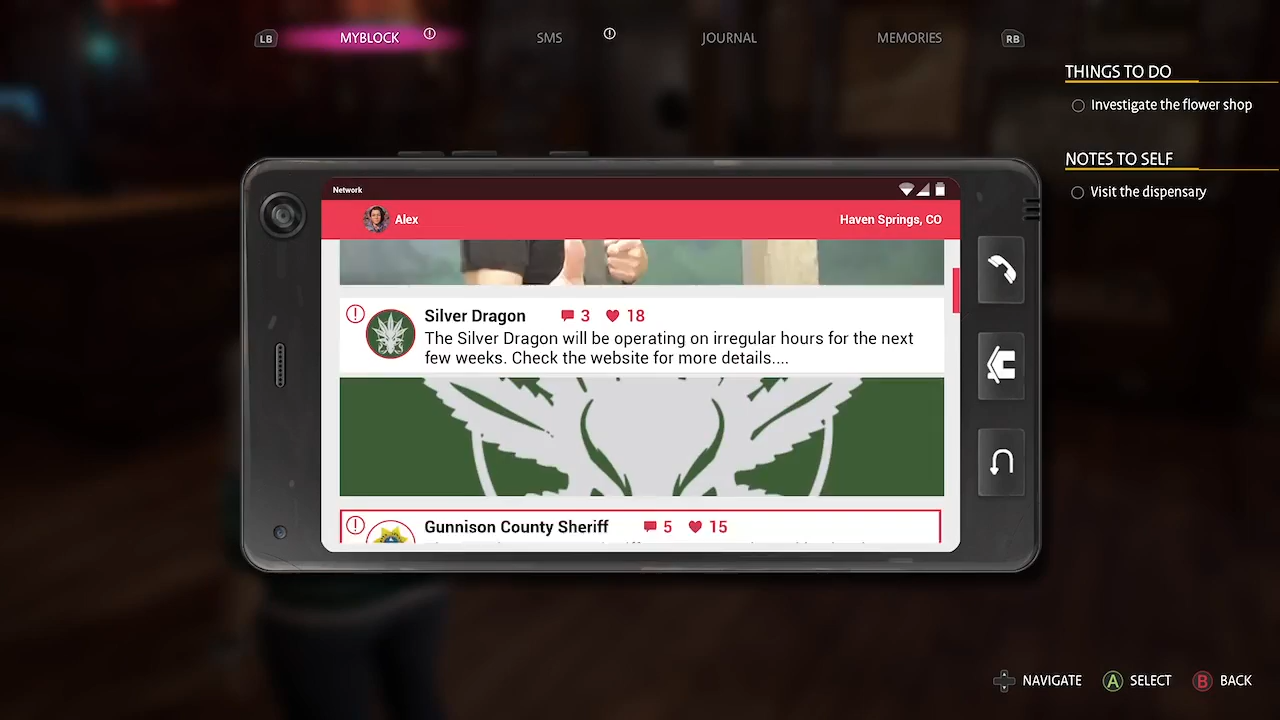 LB
MYBLOCK
SMS
JOURNAL
MEMORIES
RB
THINGS TO DO
Investigate the flower shop
NOTES TO SELF
Visit the dispensary
Network
Alex
Haven Springs, CO
Silver Dragon 3 18
The Silver Dragon will be operating on irregular hours for the next
few weeks. Check the website for more details....
Gunnison County Sheriff 5 15
NAVIGATE
A SELECT
B BACK